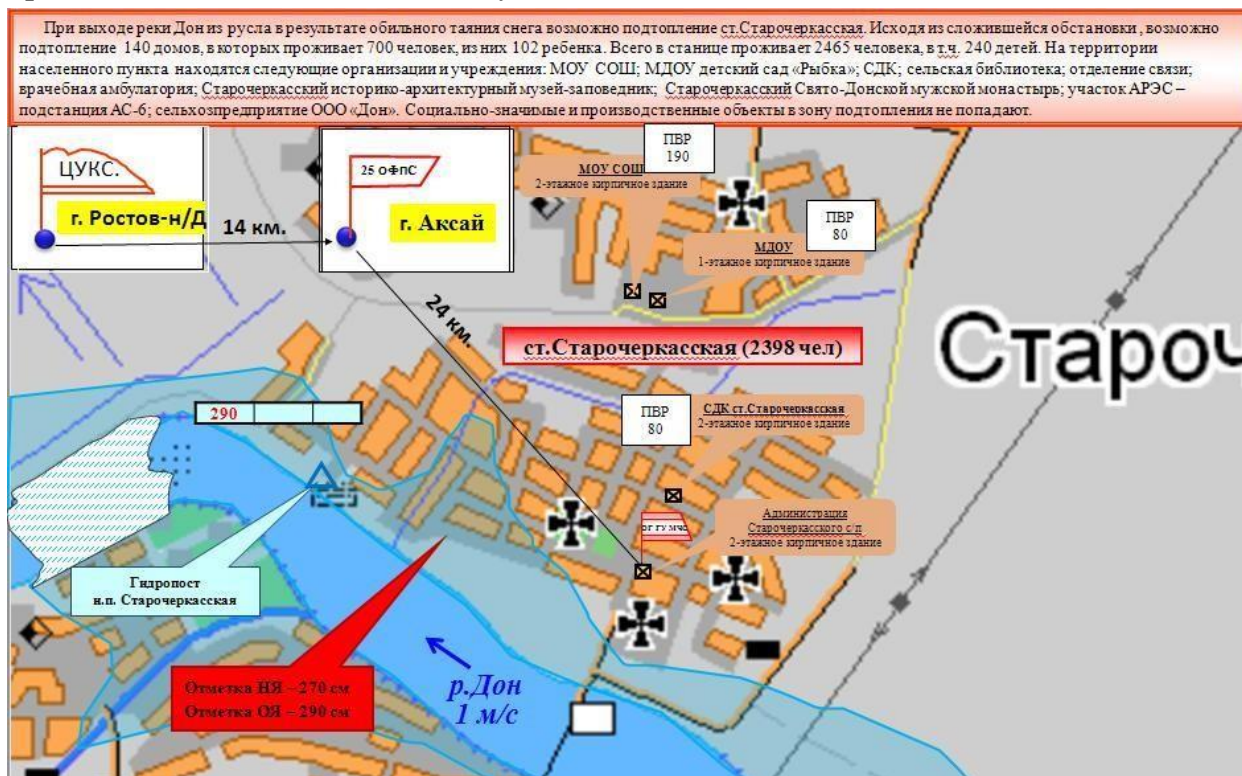 При выходе реки Дон из русла в результате обильного таяния снега возможно подтопление ст.Старочеркасская. Исходя из сложившейся обстановки, возможно
подтопление 140 домов, в которых проживает 700 человек, из них 102 ребенка. Всего в станице проживает 2465 человека, в т.ч. 240 детей. На территории
населенного пункта находятся следующие организации и учреждения: МОУ СОШ; МДОУ детский сад «Рыбка»; СДК; сельская библиотека; отделение связи;
врачебная амбулатория; Старочеркасский историко-архитектурный музей-заповедник; Старочеркасский Свято-Донской мужской монастырь; участок АРЭС –
подстанция АС-6; сельхозпредприятие ООО «Дон». Социально-значимые и производственные объекты в зону подтопления не попадают.
ЦУКС.
г. Ростов-н/Д
14 км.
25 ОФПС
г. Аксай
24 км.
МОУ СОШ
2-этажное кирпичное здание
ПВР
190
МДОУ
1-этажное кирпичное здание
ПВР
80
ст.Старочеркасская (2398 чел)
Староч
290
ПВР
80
СДК ст.Старочеркасская
2-этажное кирпичное здание
ОГ ГУ МЧС
Администрация
Старочеркасского с/п
2-этажное кирпичное здание
Гидропост
н.п. Старочеркасская
Отметка НЯ – 270 см
Отметка ОЯ – 290 см
р.Дон
1 м/с